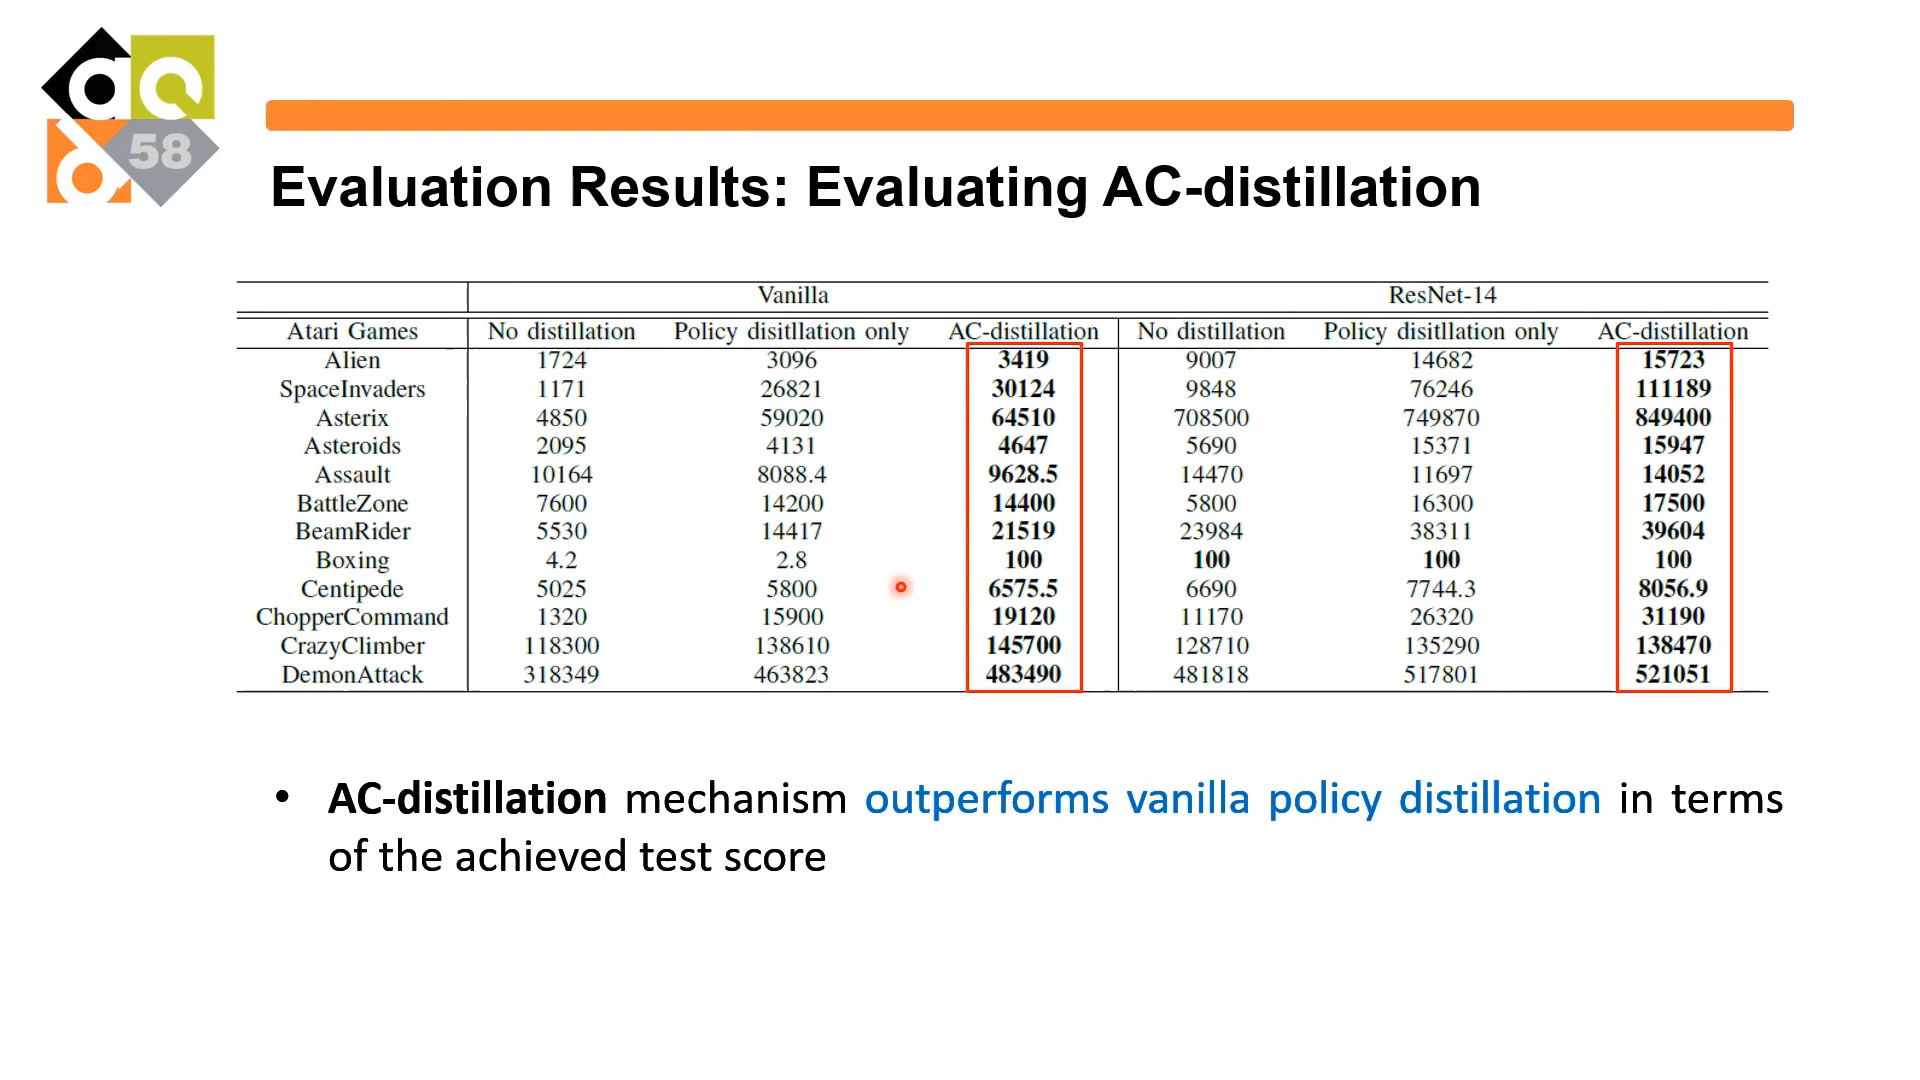 58
Evaluation Results: Evaluating AC-distillation
Vanilla ResNet-14
Atari Games No distillation Policy disitllation only AC-distillation No distillation Policy disitllation only AC-distillation
Alien 1724 3096 3419 9007 14682 15723
SpaceInvaders 1171 26821 30124 9848 76246 111189
Asterix 4850 59020 64510 708500 749870 849400
Asteroids 2095 4131 4647 5690 15371 15947
Assault 10164 8088.4 9628.5 14470 11697 14052
BattleZone 7600 14200 14400 5800 16300 17500
BeamRider 5530 14417 21519 23984 38311 39604
Boxing 4.2 2.8 100 100 100 100
Centipede 5025 5800 6575.5 6690 7744.3 8056.9
ChopperCommand 1320 15900 19120 11170 26320 31190
CrazyClimber 118300 138610 145700 128710 135290 138470
DemonAttack 318349 463823 483490 481818 517801 521051
• AC-distillation mechanism outperforms vanilla policy distillation in terms
of the achieved test score